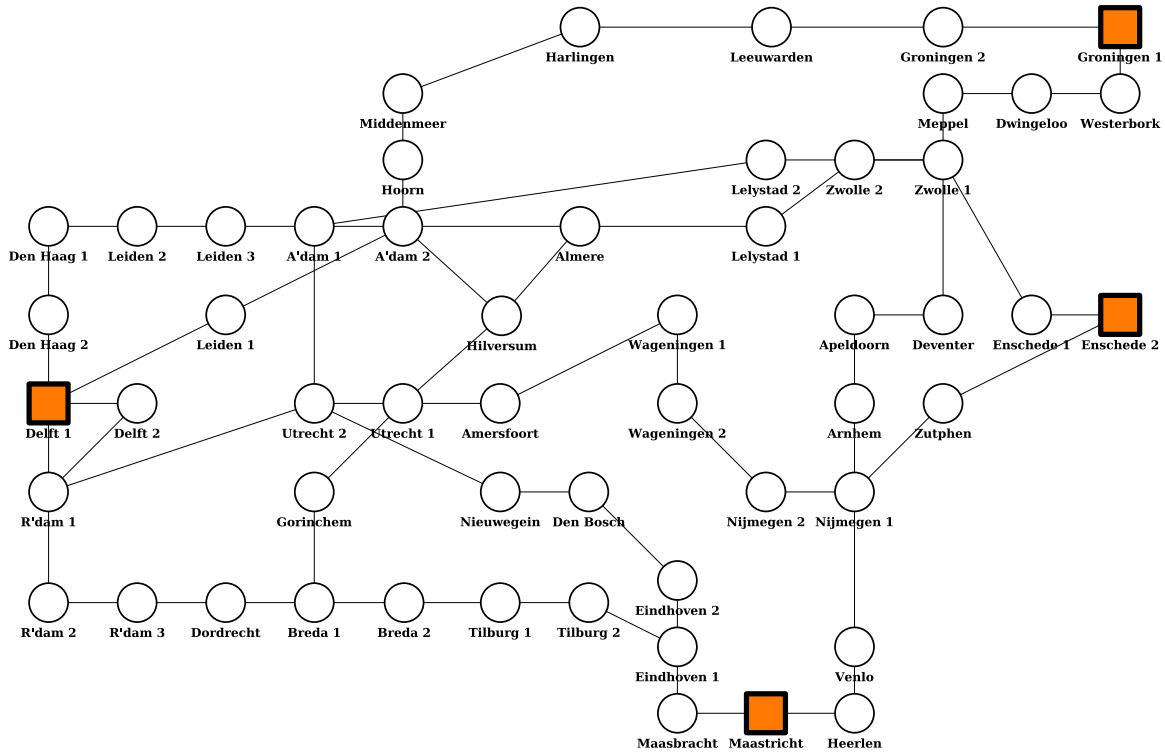 Harlingen
Leeuwarden
Groningen 2
Groningen 1
Middenmeer
Meppel
Dwingeloo
Westerbork
Hoorn
Lelystad 2
Zwolle 2
Zwolle 1
Den Haag 1
Leiden 2
Leiden 3
A'dam 1
A'dam 2
Almere
Lelystad 1
Den Haag 2
Leiden 1
Hilversum
Wageningen 1
Apeldoorn
Deventer
Enschede 1
Enschede 2
Delft 1
Delft 2
Utrecht 2
Utrecht 1
Amersfoort
Wageningen 2
Arnhem
Zutphen
R'dam 1
Gorinchem
Nieuwegein
Den Bosch
Nijmegen 2
Nijmegen 1
Eindhoven 2
R'dam 2
R'dam 3
Dordrecht
Breda 1
Breda 2
Tilburg 1
Tilburg 2
Eindhoven 1
Venlo
Maasbracht
Maastricht
Heerlen